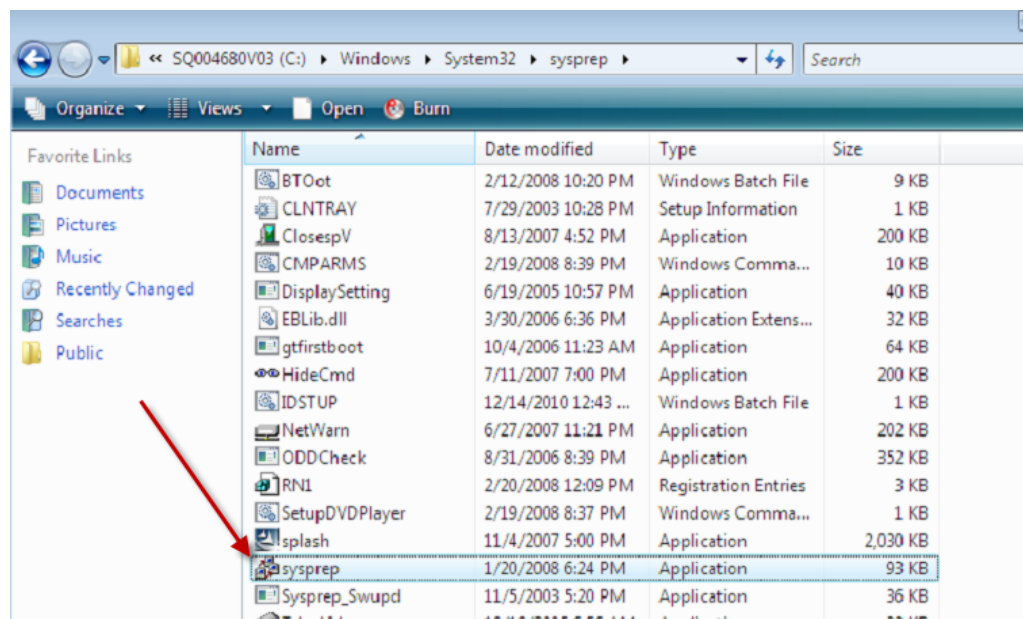 « SQ004680V03 (C:) ▸ Windows ▸ System32 ▸ sysprep ▸ Search
Organize Views Open Burn
Favorite Links
Documents
Pictures
Music
Recently Changed
Searches
Public
Name Date modified Type Size
BTOot 2/12/2008 10:20 PM Windows Batch File 9 KB
CLNTRAY 7/29/2003 10:28 PM Setup Information 1 KB
ClosespV 8/13/2007 4:52 PM Application 200 KB
CMPARMS 2/19/2008 8:39 PM Windows Comma... 10 KB
DisplaySetting 6/19/2005 10:57 PM Application 40 KB
EBLib.dll 3/30/2006 6:36 PM Application Extens... 32 KB
gtfirstboot 10/4/2006 11:23 AM Application 64 KB
HideCmd 7/11/2007 7:00 PM Application 200 KB
IDSTUP 12/14/2010 12:43 ... Windows Batch File 1 KB
NetWarn 6/27/2007 11:21 PM Application 202 KB
ODDCheck 8/31/2006 8:39 PM Application 352 KB
RN1 2/20/2008 12:09 PM Registration Entries 3 KB
SetupDVDPlayer 2/19/2008 8:37 PM Windows Comma... 1 KB
splash 11/4/2007 5:00 PM Application 2,030 KB
sysprep 1/20/2008 6:24 PM Application 93 KB
Sysprep_Swupd 11/5/2003 5:20 PM Application 36 KB